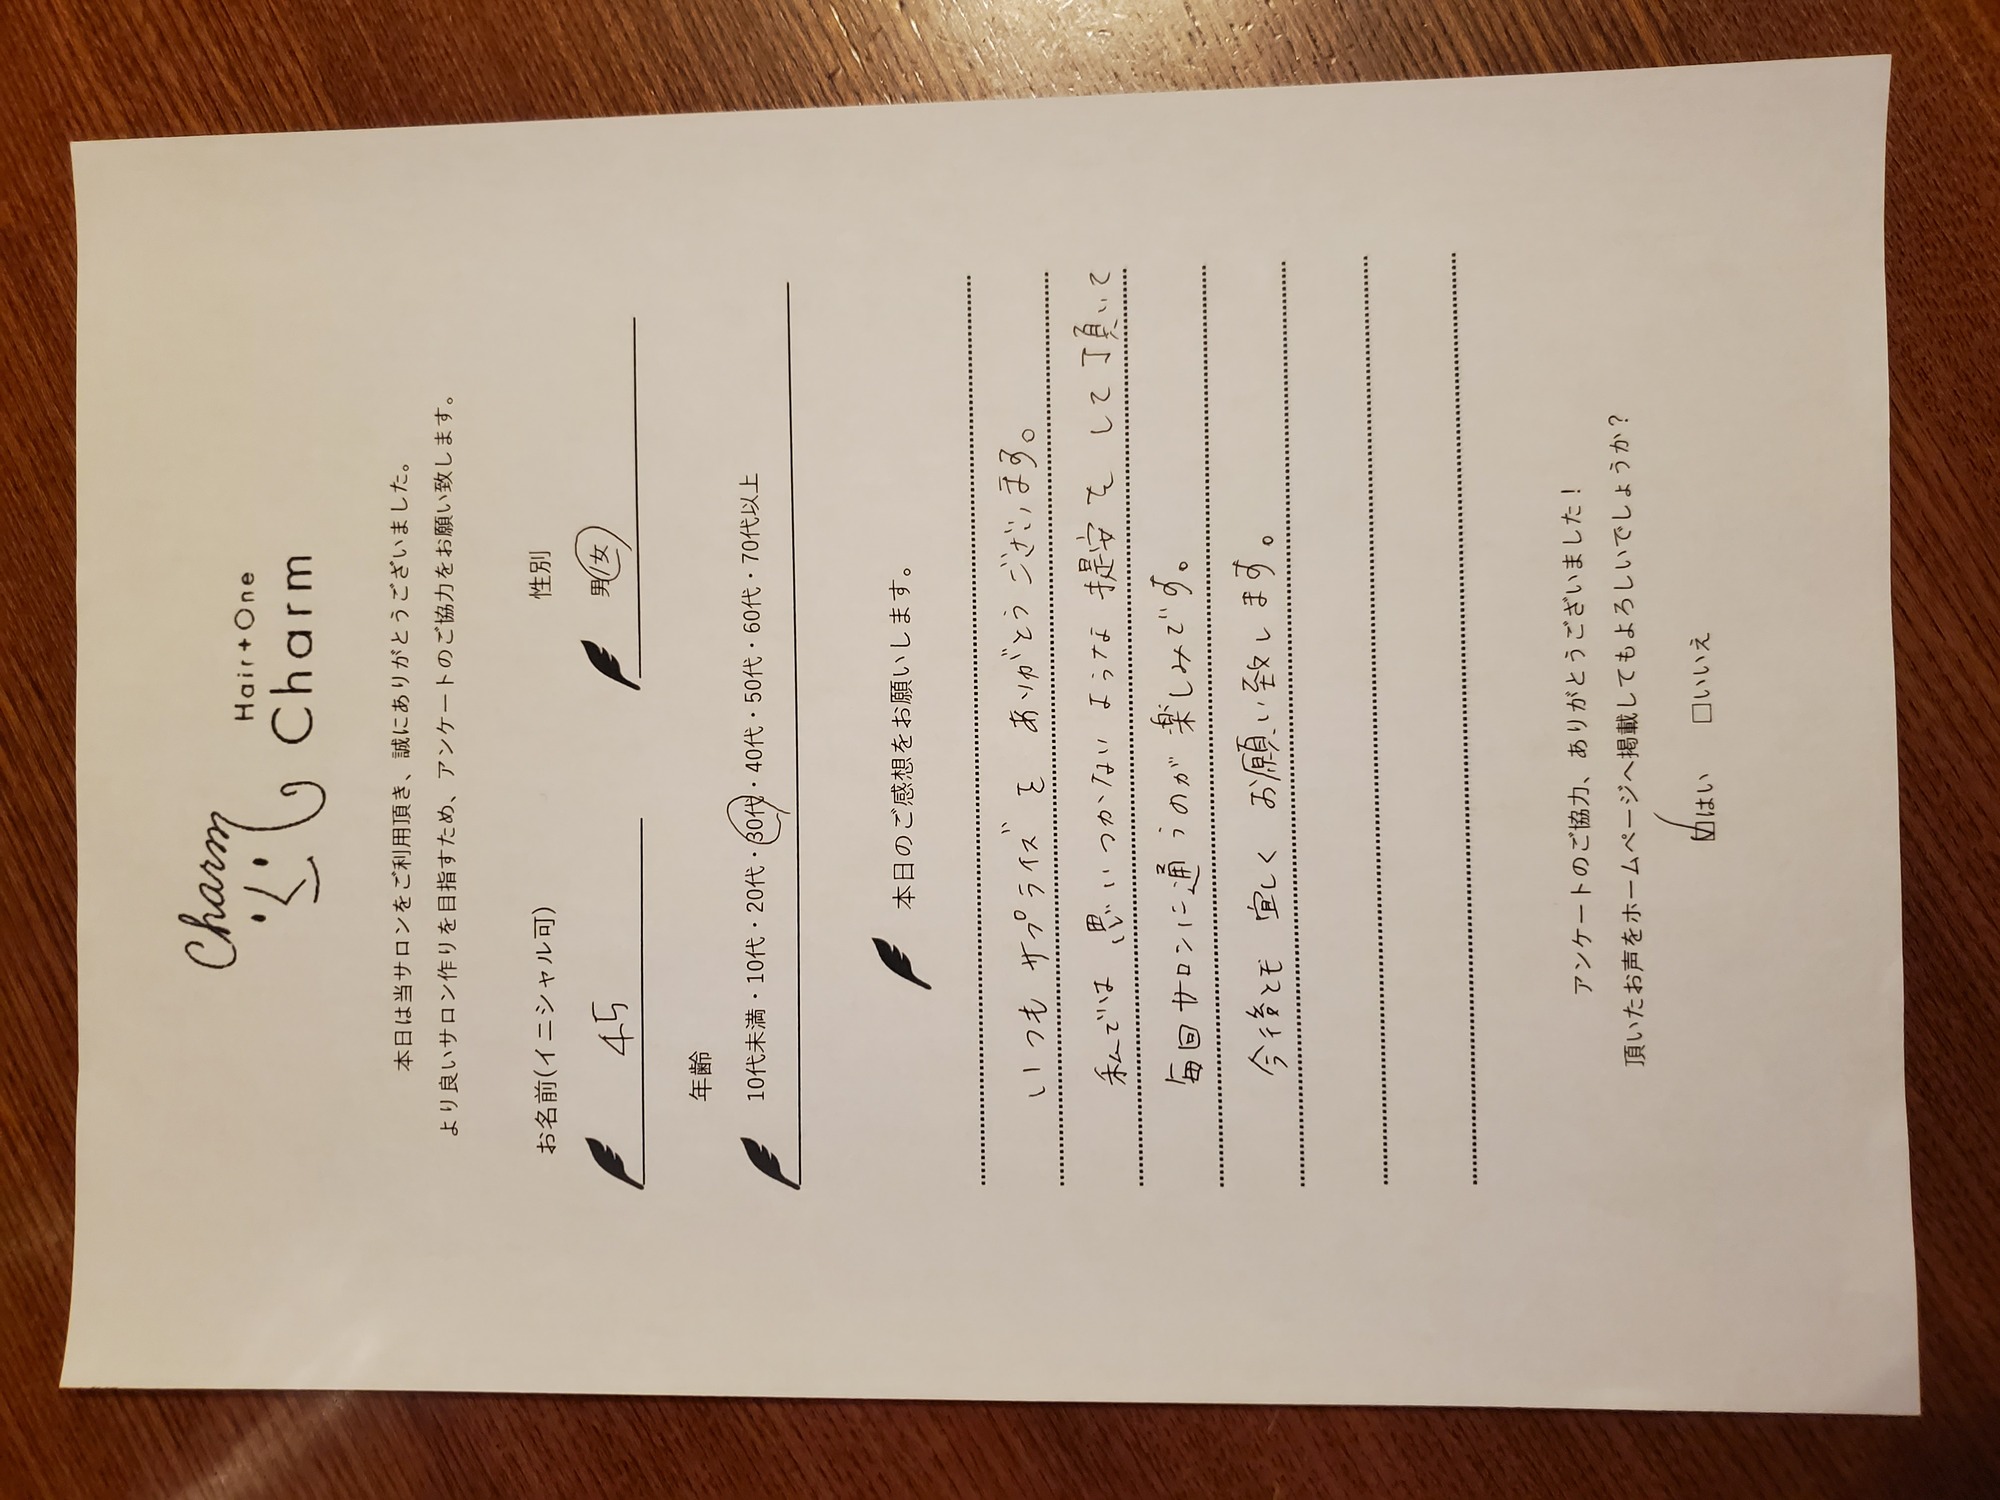 Charm
Hair+One
Charm
本日は当サロンをご利用頂き、誠にありがとうございました。
より良いサロン作りを目指すため、アンケートのご協力をお願い致します。
お名前(イニシャル可)
性別
男/女
年齢
10代未満・10代・20代・30代・40代・50代・60代・70代以上
本日のご感想をお願いします。
いつも サプライズを ありがとうございます。
私では 思いつかない ような 提案を して頂いて
毎回サロンに通うのが楽しみです。
今後とも 宜しく お願い致します。
アンケートのご協力、ありがとうございました！
頂いたお声をホームページへ掲載してもよろしいでしょうか？
☑はい □いいえ